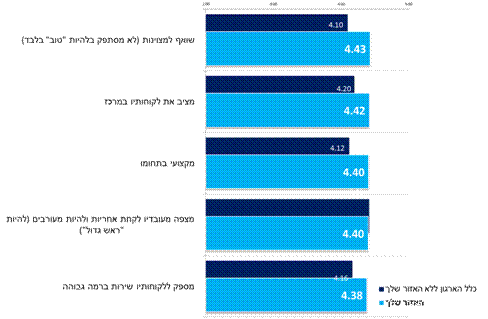 שואף למצוינות (לא מסתפק בלהיות "טוב" בלבד)
4.10
4.43
מציב את לקוחותיו במרכז
4.20
4.42
מקצועי בתחומו
4.12
4.40
מצפה מעובדיו לקחת אחריות ולהיות מעורבים (להיות
"ראש גדול")
4.40
מספק ללקוחותיו שירות ברמה גבוהה
4.16
4.38
כלל הארגון ללא האזור שלך
האזור שלך